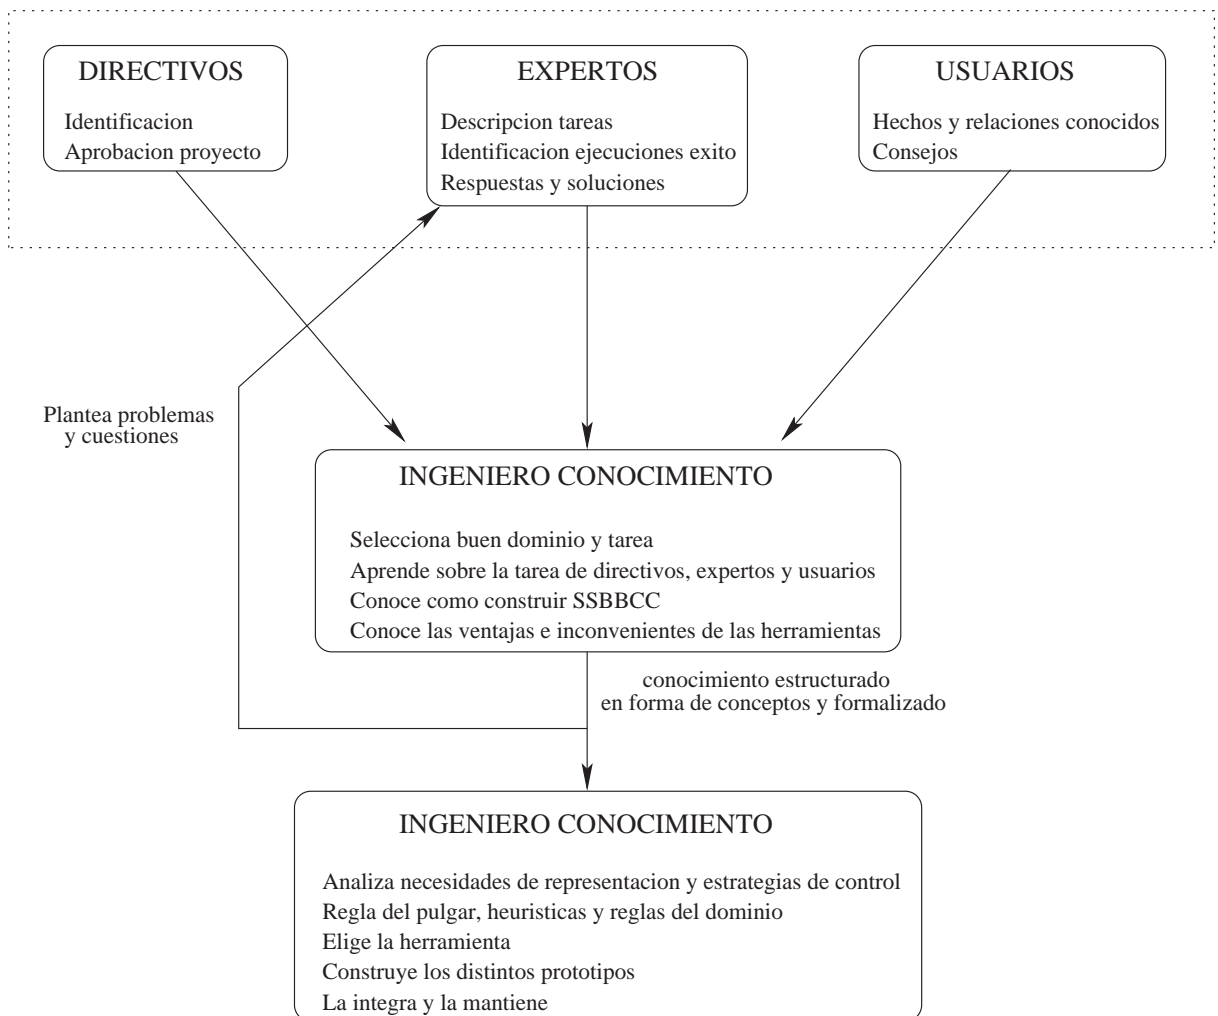 DIRECTIVOS
Identificacion
Aprobacion proyecto
EXPERTOS
Descripcion tareas
Identificacion ejecuciones exito
Respuestas y soluciones
USUARIOS
Hechos y relaciones conocidos
Consejos
Plantea problemas
y cuestiones
INGENIERO CONOCIMIENTO
Selecciona buen dominio y tarea
Aprende sobre la tarea de directivos, expertos y usuarios
Conoce como construir SSBBCC
Conoce las ventajas e inconvenientes de las herramientas
conocimiento estructurado
en forma de conceptos y formalizado
INGENIERO CONOCIMIENTO
Analiza necesidades de representacion y estrategias de control
Regla del pulgar, heuristicas y reglas del dominio
Elige la herramienta
Construye los distintos prototipos
La integra y la mantiene